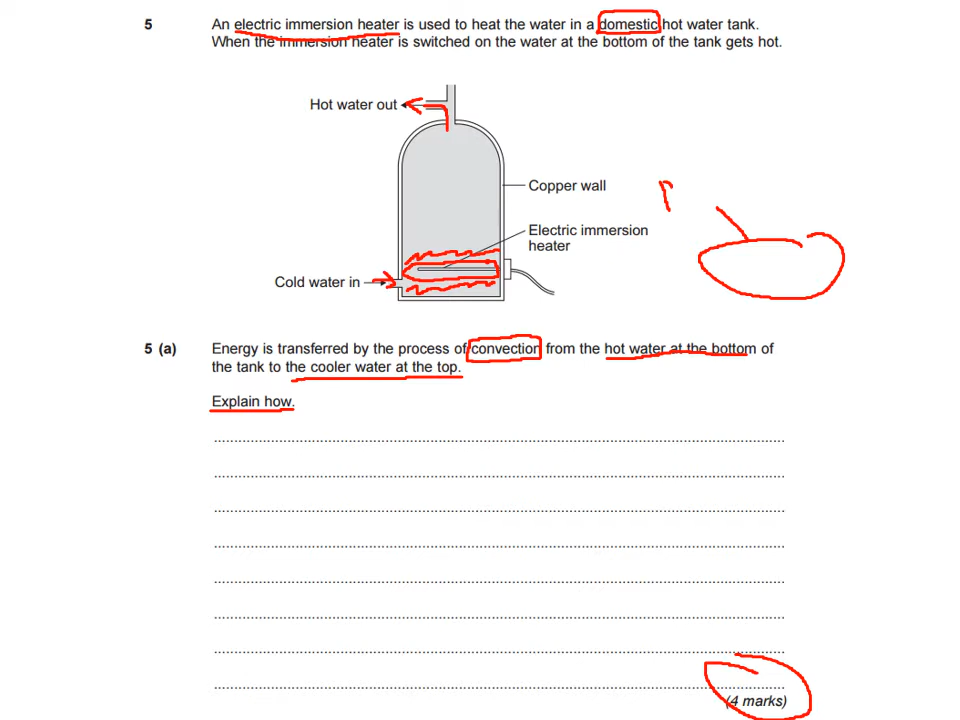 5 An electric immersion heater is used to heat the water in a domestic hot water tank.
When the immersion heater is switched on the water at the bottom of the tank gets hot.
Hot water out
Copper wall
Electric immersion
heater
Cold water in
5 (a) Energy is transferred by the process of convection from the hot water at the bottom of
the tank to the cooler water at the top.
Explain how.
(4 marks)